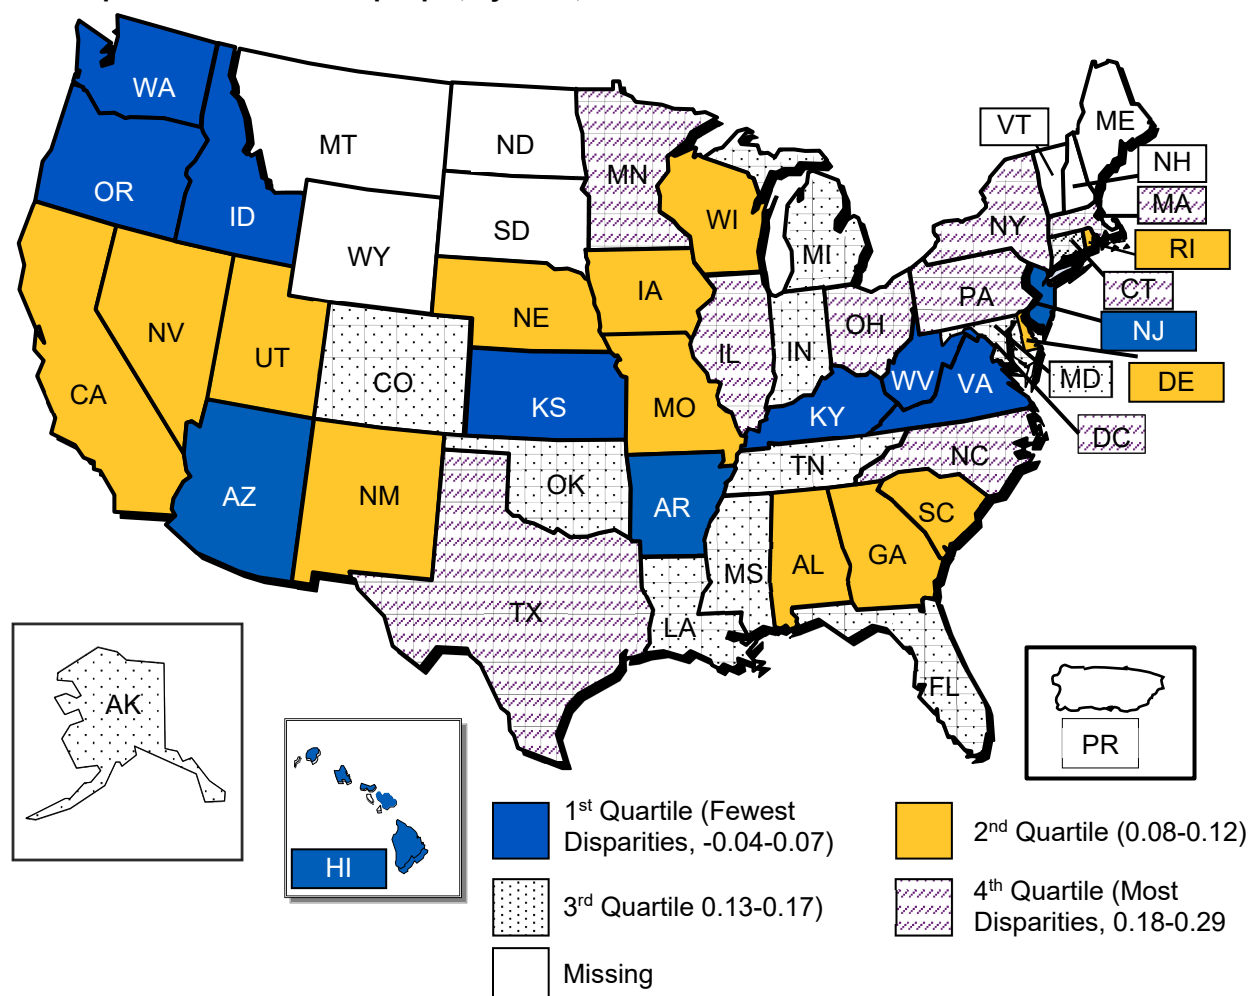 WA
MT
ND
MN
VT
ME
NH
MA
OR
ID
SD
WI
NY
RI
WY
MI
CT
IA
PA
NJ
NE
OH
NV
UT
CO
IL
IN
MD
DE
CA
KS
MO
WV
VA
KY
DC
NC
TN
OK
AZ
NM
AR
SC
MS
AL
GA
TX
LA
FL
AK
PR
HI
1st Quartile (Fewest
Disparities, -0.04-0.07)
2nd Quartile (0.08-0.12)
3rd Quartile 0.13-0.17)
4th Quartile (Most
Disparities, 0.18-0.29
Missing